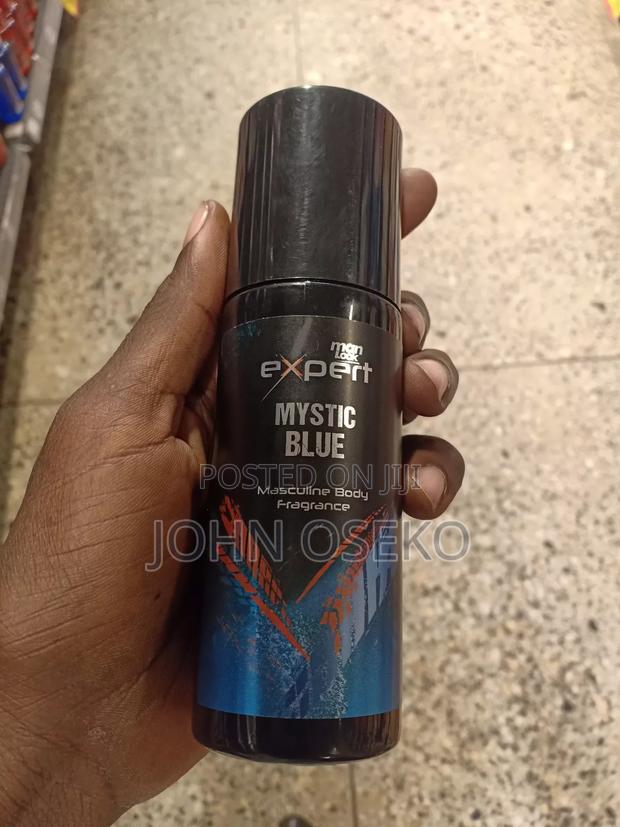 man
LOOK
expert
MYSTIC
BLUE
POSTED ON JIJI
Masculine Body
Fragrance
JOHN OSEKO